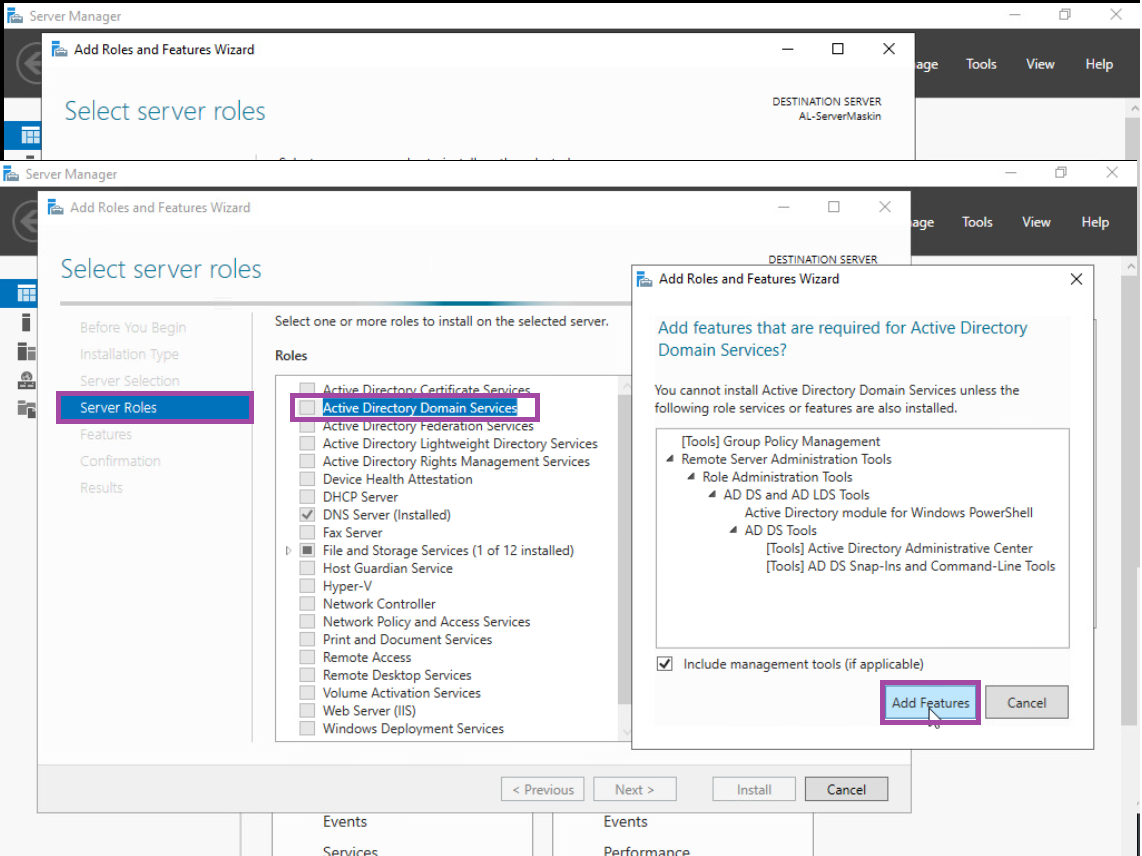 Server Manager
Add Roles and Features Wizard
age Tools View Help
Select server roles
DESTINATION SERVER
AL-ServerMaskin
Server Manager
Add Roles and Features Wizard
age Tools View Help
Select server roles
DESTINATION SERVER
Before You Begin
Installation Type
Server Selection
Server Roles
Features
Confirmation
Results
Select one or more roles to install on the selected server.
Roles
Active Directory Certificate Services
Active Directory Domain Services
Active Directory Federation Services
Active Directory Lightweight Directory Services
Active Directory Rights Management Services
Device Health Attestation
DHCP Server
DNS Server (Installed)
Fax Server
File and Storage Services (1 of 12 installed)
Host Guardian Service
Hyper-V
Network Controller
Network Policy and Access Services
Print and Document Services
Remote Access
Remote Desktop Services
Volume Activation Services
Web Server (IIS)
Windows Deployment Services
Add Roles and Features Wizard
Add features that are required for Active Directory
Domain Services?
You cannot install Active Directory Domain Services unless the
following role services or features are also installed.
[Tools] Group Policy Management
Remote Server Administration Tools
Role Administration Tools
AD DS and AD LDS Tools
Active Directory module for Windows PowerShell
AD DS Tools
[Tools] Active Directory Administrative Center
[Tools] AD DS Snap-Ins and Command-Line Tools
Include management tools (if applicable)
Add Features
Cancel
< Previous
Next >
Install
Cancel
Events
Services
Events
Performance